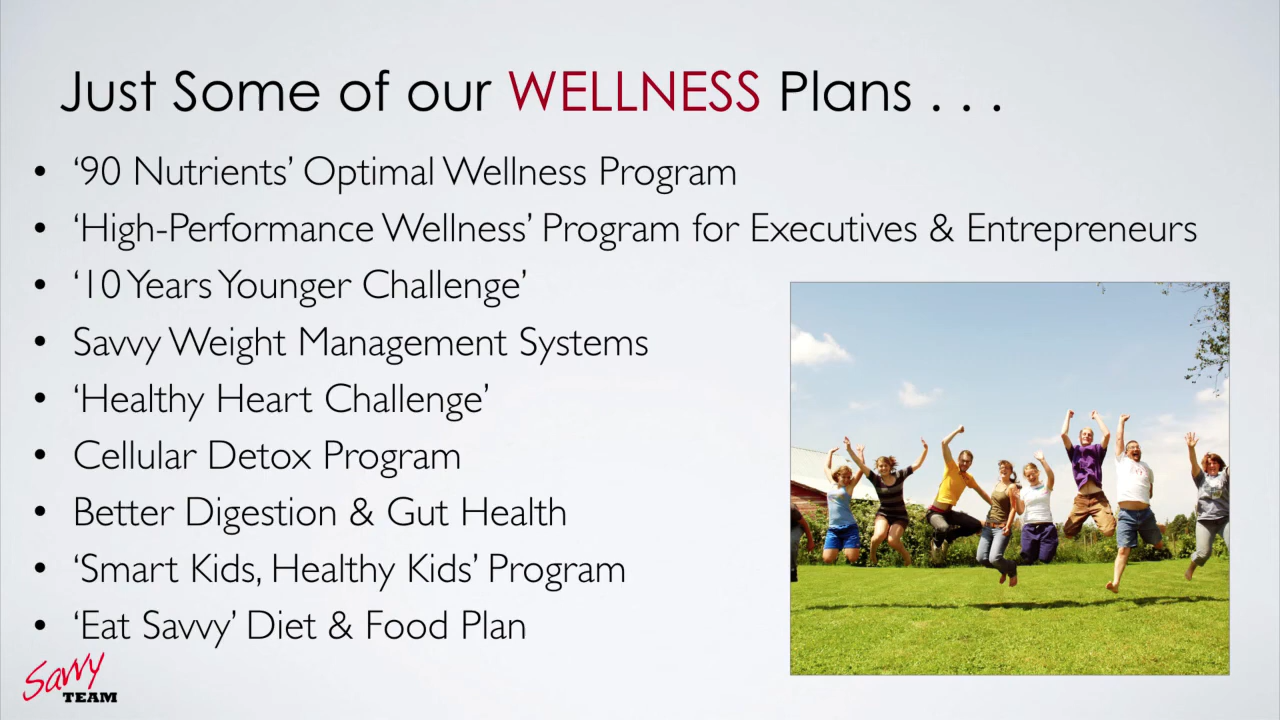 Just Some of our WELLNESS Plans . . .
• ‘90 Nutrients’ Optimal Wellness Program
• ‘High-Performance Wellness’ Program for Executives & Entrepreneurs
• ‘10 Years Younger Challenge’
• Savvy Weight Management Systems
• ‘Healthy Heart Challenge’
• Cellular Detox Program
• Better Digestion & Gut Health
• ‘Smart Kids, Healthy Kids’ Program
• ‘Eat Savvy’ Diet & Food Plan
Savvy
TEAM